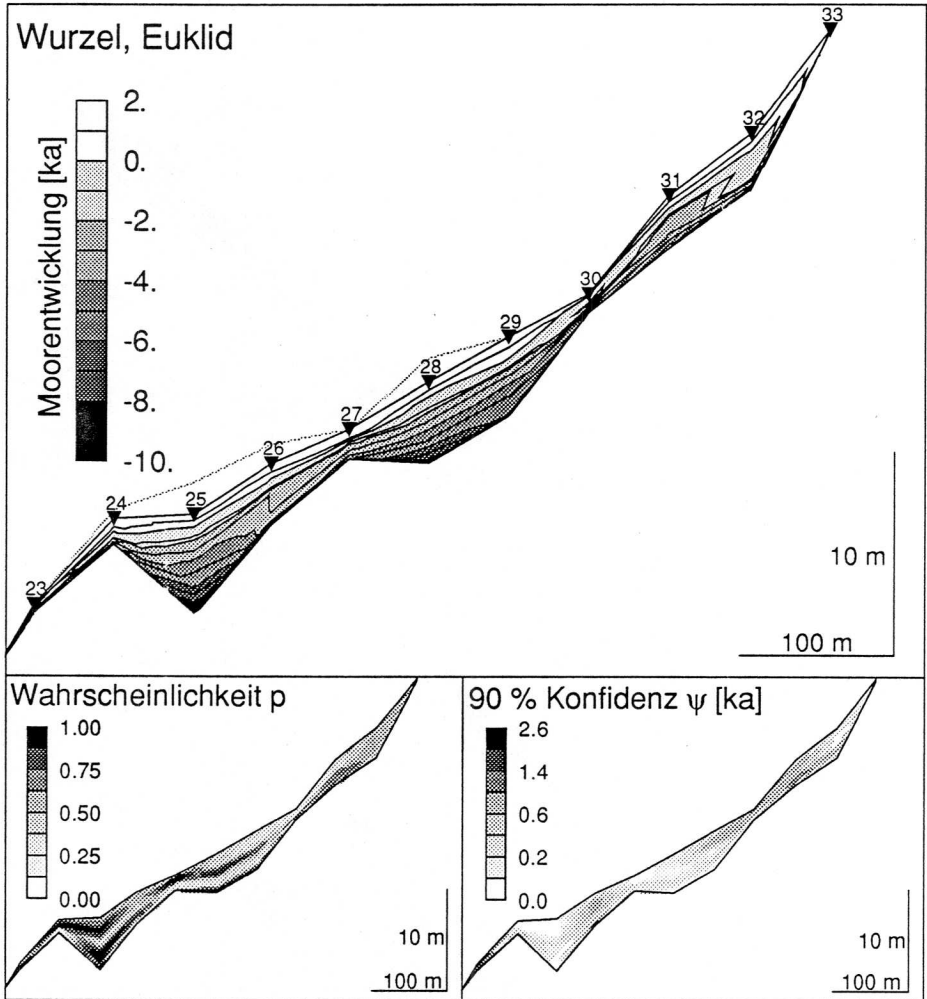 Wurzel, Euklid
Moorentwicklung [ka]
2.
0.
-2.
-4.
-6.
-8.
-10.
23
24
25
26
27
28
29
30
31
32
33
10 m
100 m
Wahrscheinlichkeit p
1.00
0.75
0.50
0.25
0.00
10 m
100 m
90 % Konfidenz ψ [ka]
2.6
1.4
0.6
0.2
0.0
10 m
100 m